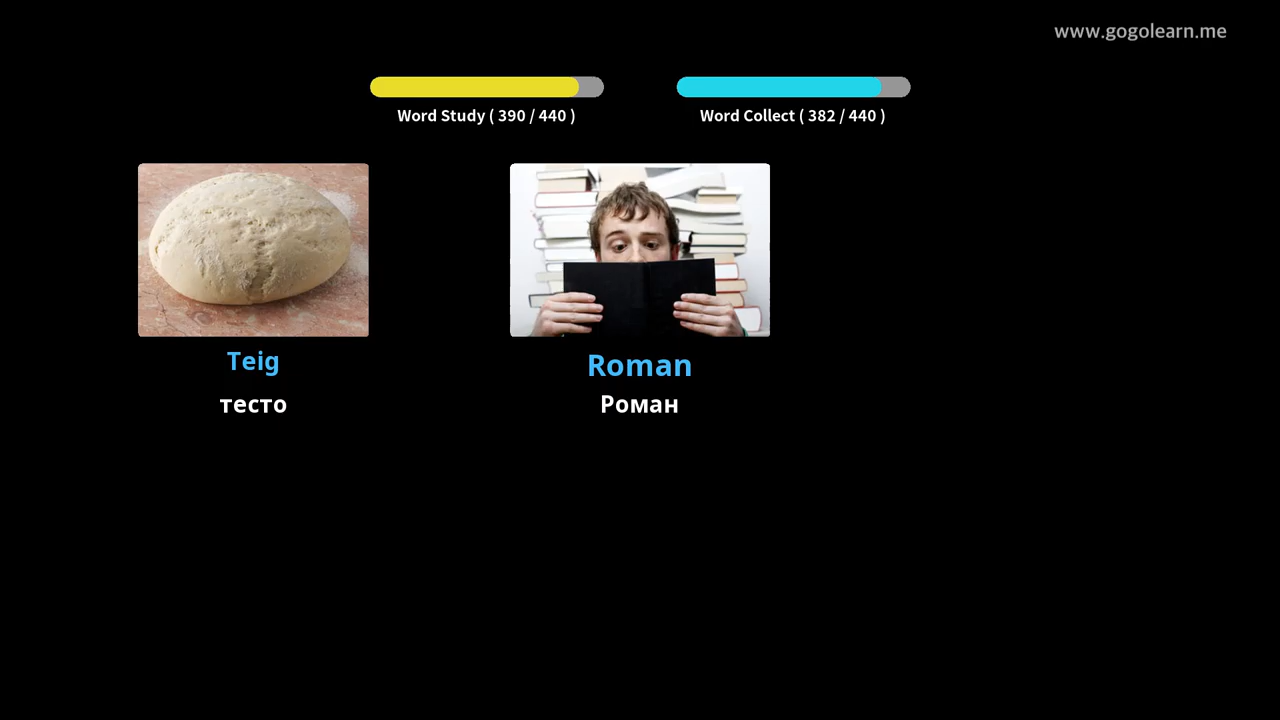 www.gogolearn.me
Word Study ( 390 / 440 )
Word Collect ( 382 / 440 )
Teig
тесто
Roman
Роман